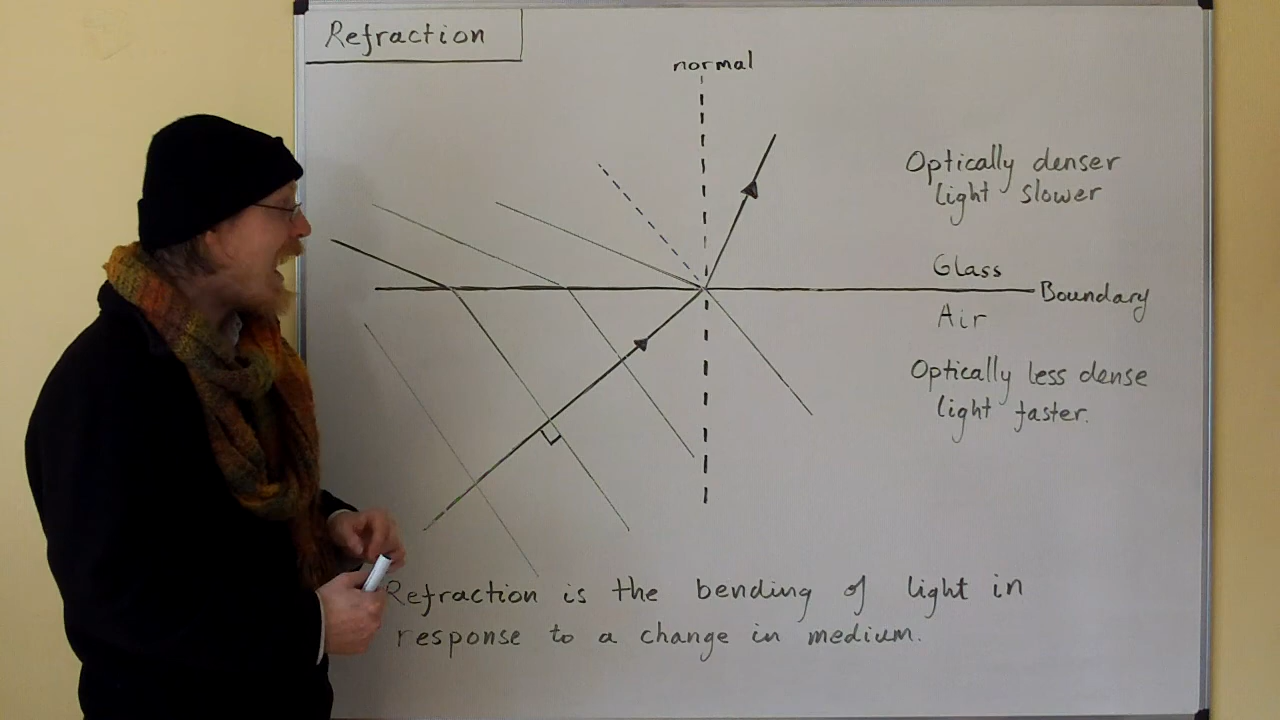 Refraction
normal
Optically denser
light slower
Glass
Boundary
Air
Optically less dense
light faster.
Refraction is the bending of light in
response to a change in medium.